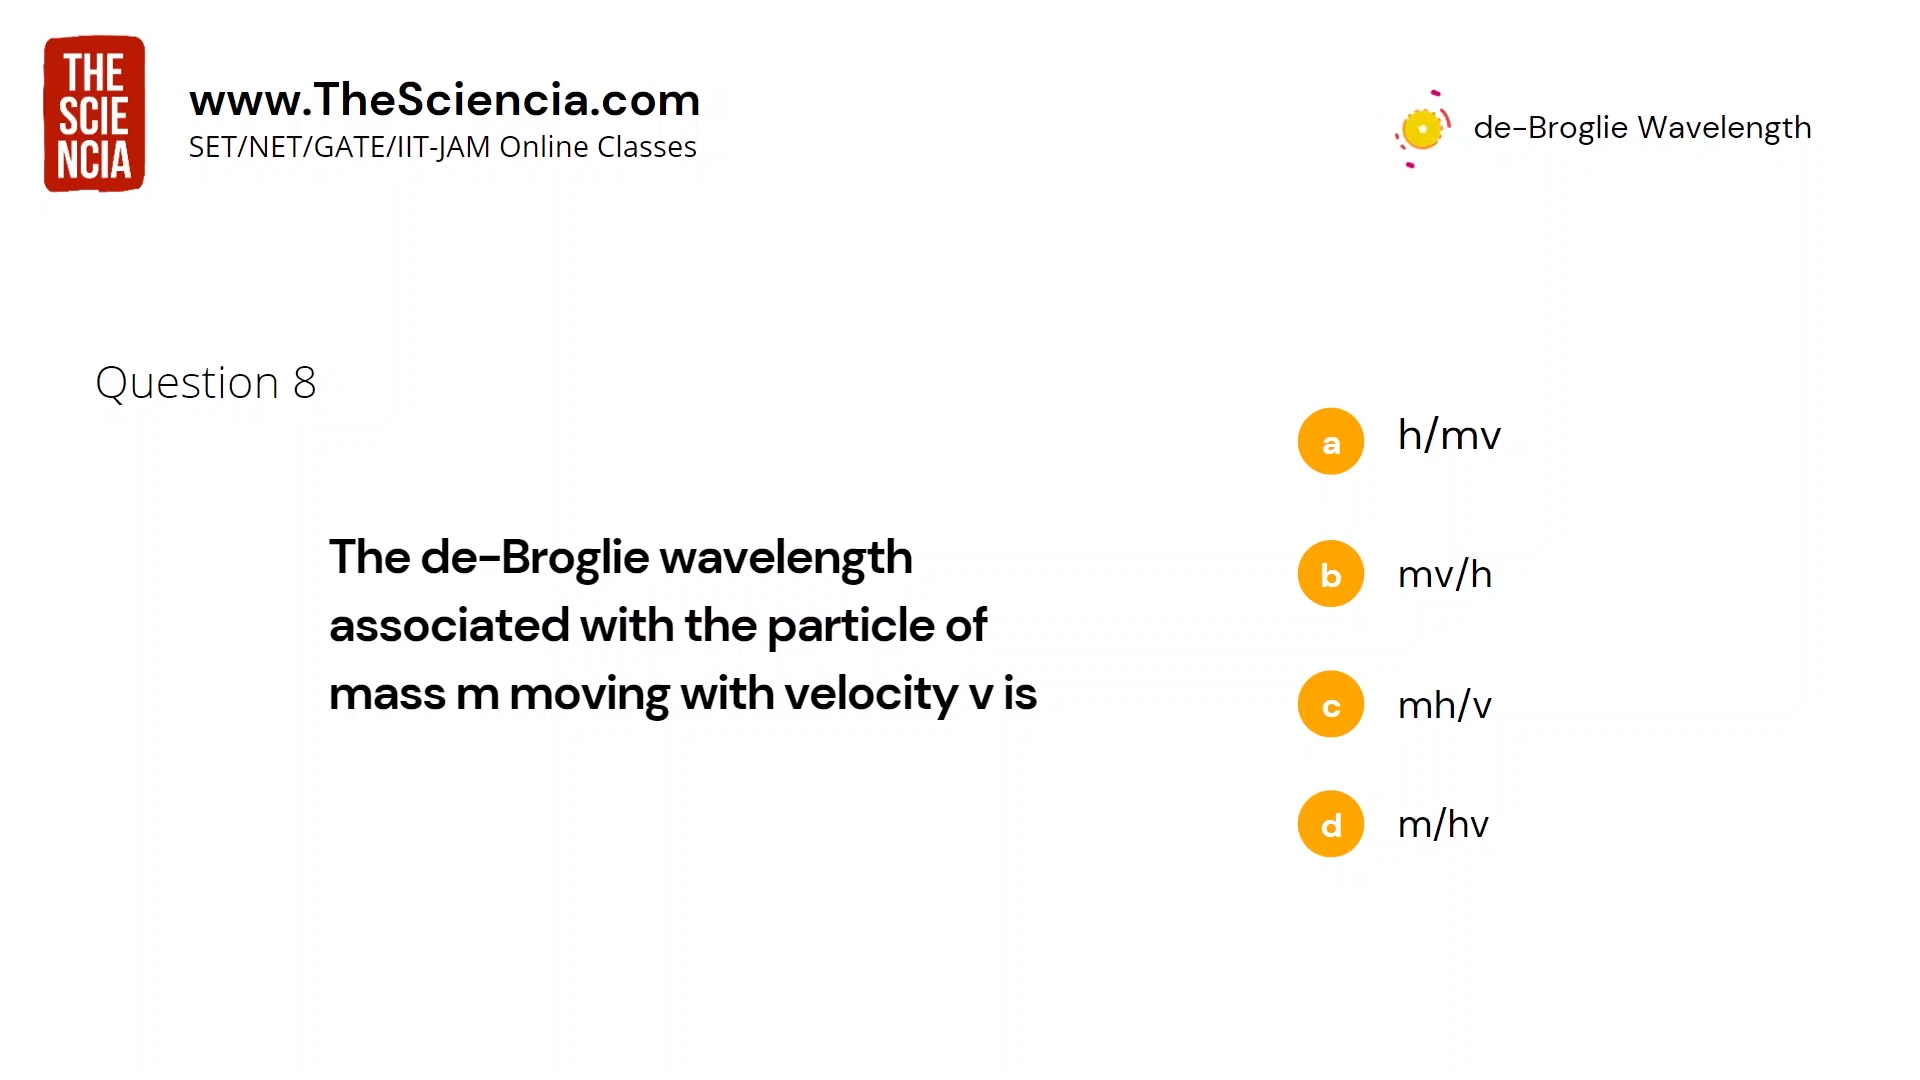 THE
SCIE
NCIA
www.TheSciencia.com
SET/NET/GATE/IIT-JAM Online Classes
de-Broglie Wavelength
Question 8
The de-Broglie wavelength
associated with the particle of
mass m moving with velocity v is
a h/mv
b mv/h
c mh/v
d m/hv